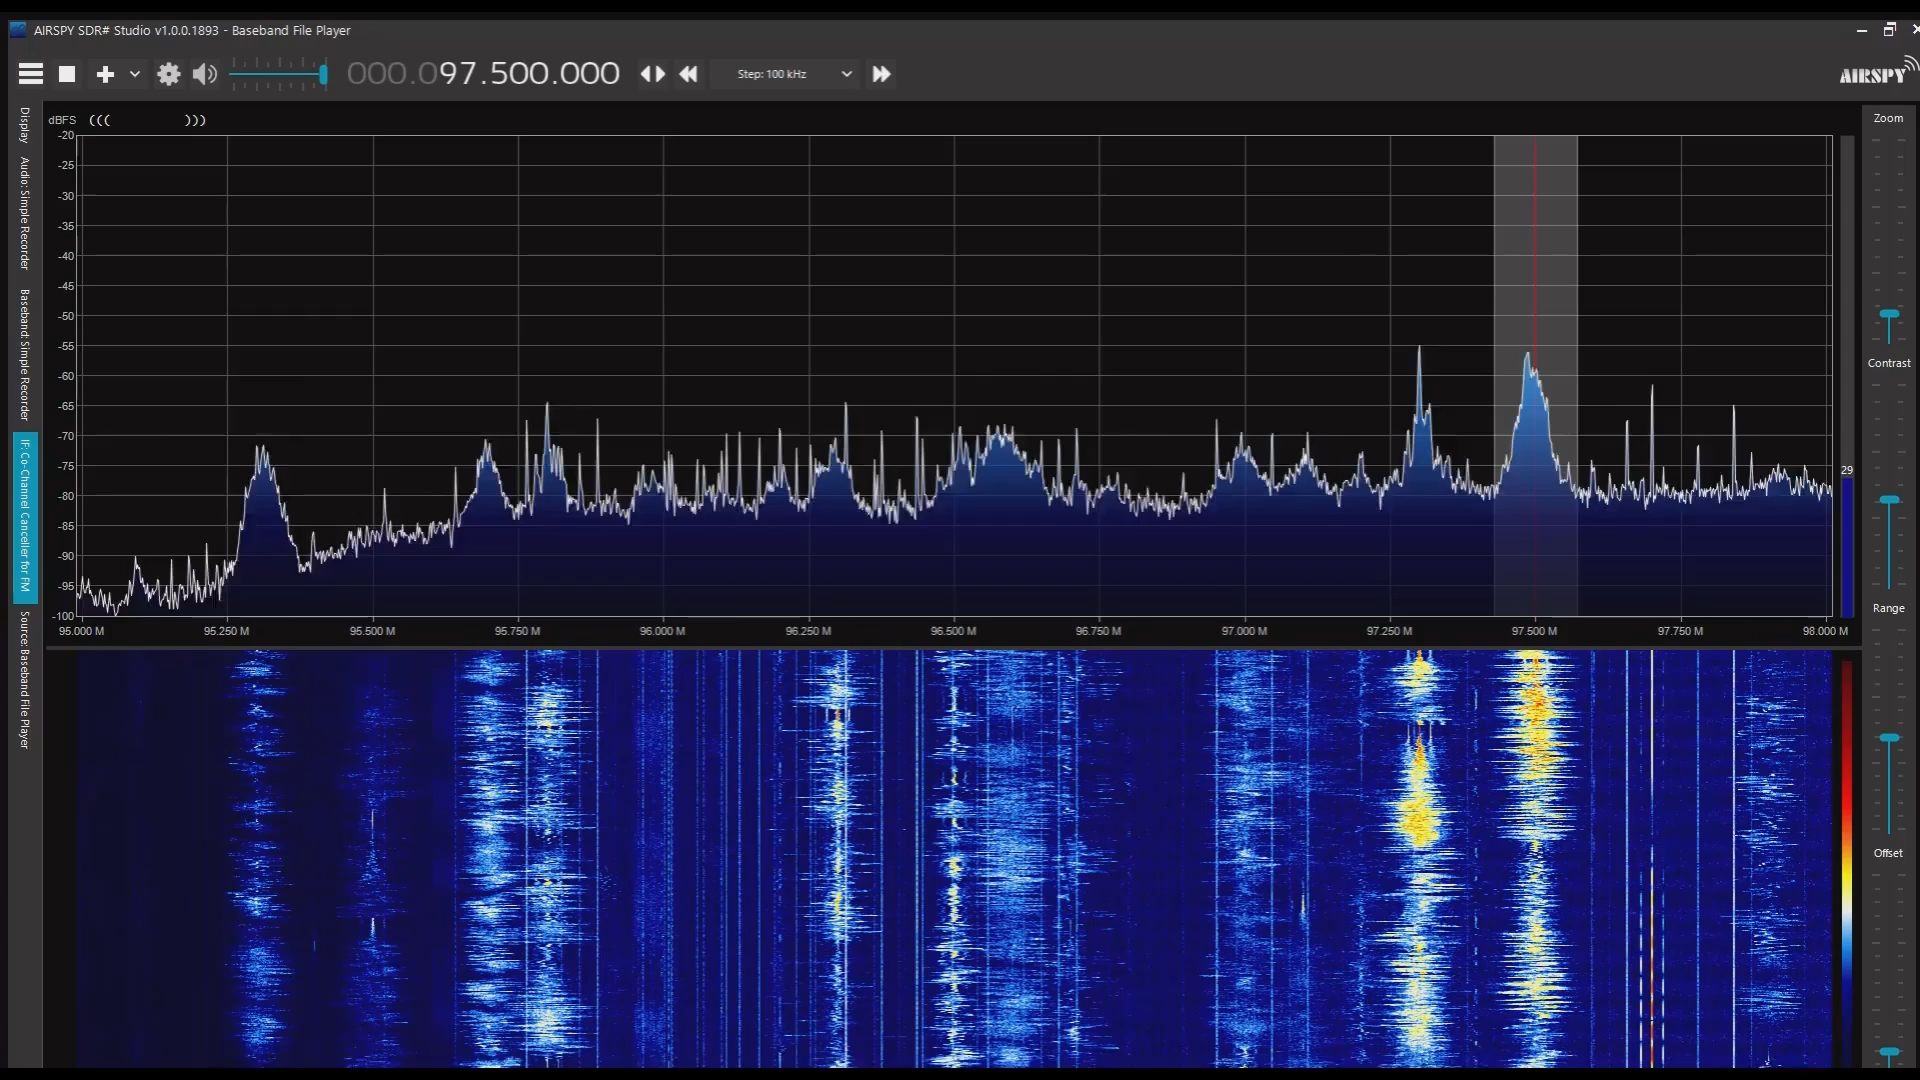 AIRSPY SDR# Studio v1.0.0.1893 - Baseband File Player
000.097.500.000
Step: 100 kHz
AIRSPY
Display
Audio: Simple Recorder
Baseband: Simple Recorder
IF: Co-Channel Canceller for FM
Source: Baseband File Player
dBFS ((( )))
-20
-25
-30
-35
-40
-45
-50
-55
-60
-65
-70
-75
-80
-85
-90
-95
-100
95.000 M 95.250 M 95.500 M 95.750 M 96.000 M 96.250 M 96.500 M 96.750 M 97.000 M 97.250 M 97.500 M 97.750 M 98.000 M
29
Zoom
Contrast
Range
Offset